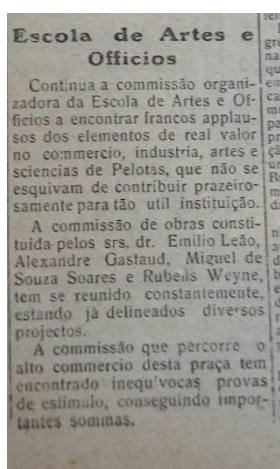 Escola de Artes e
Officios
Continua a commissão organi-
zadora da Escola de Artes e Of-
ficios a encontrar francos applau-
sos dos elementos de real valor
no commercio, industria, artes e
sciencias de Pelotas, que não se
esquivam de contribuir prazeiro-
samente para tão util instituição.
A commissão de obras consti-
tuida pelos srs. dr. Emilio Leão,
Alexandre Gastaud, Miguel de
Souza Soares e Rubens Weyne,
tem se reunido constantemente,
estando já delineados diversos
projectos.
A commissão que percorre o
alto commercio desta praça tem
encontrado inequ'vocas provas
de estimulo, conseguindo impor-
tantes sommas.